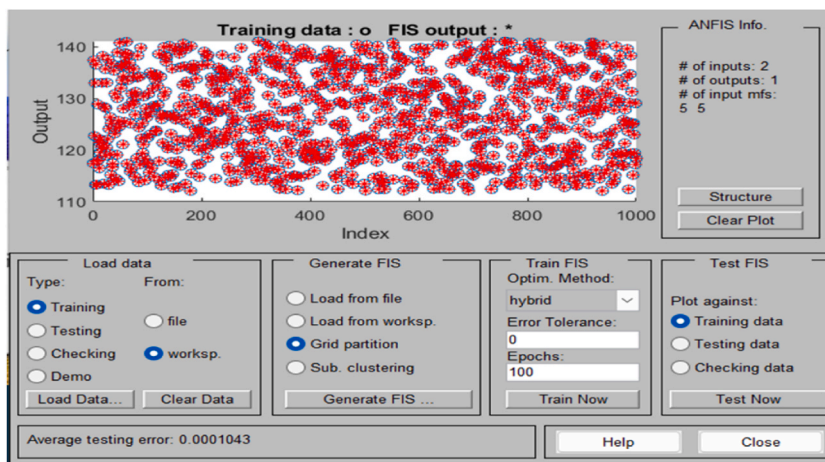 Training data : o   FIS output : *
140
130
120
110
Output
0
200
400
600
800
1000
Index
ANFIS Info.
# of inputs: 2
# of outputs: 1
# of input mfs:
5  5
Structure
Clear Plot
Load data
Type:
From:
Training
Testing
Checking
Demo
file
worksp.
Load Data...
Clear Data
Generate FIS
Load from file
Load from worksp.
Grid partition
Sub. clustering
Generate FIS ...
Train FIS
Optim. Method:
hybrid
Error Tolerance:
0
Epochs:
100
Train Now
Test FIS
Plot against:
Training data
Testing data
Checking data
Test Now
Average testing error: 0.0001043
Help
Close